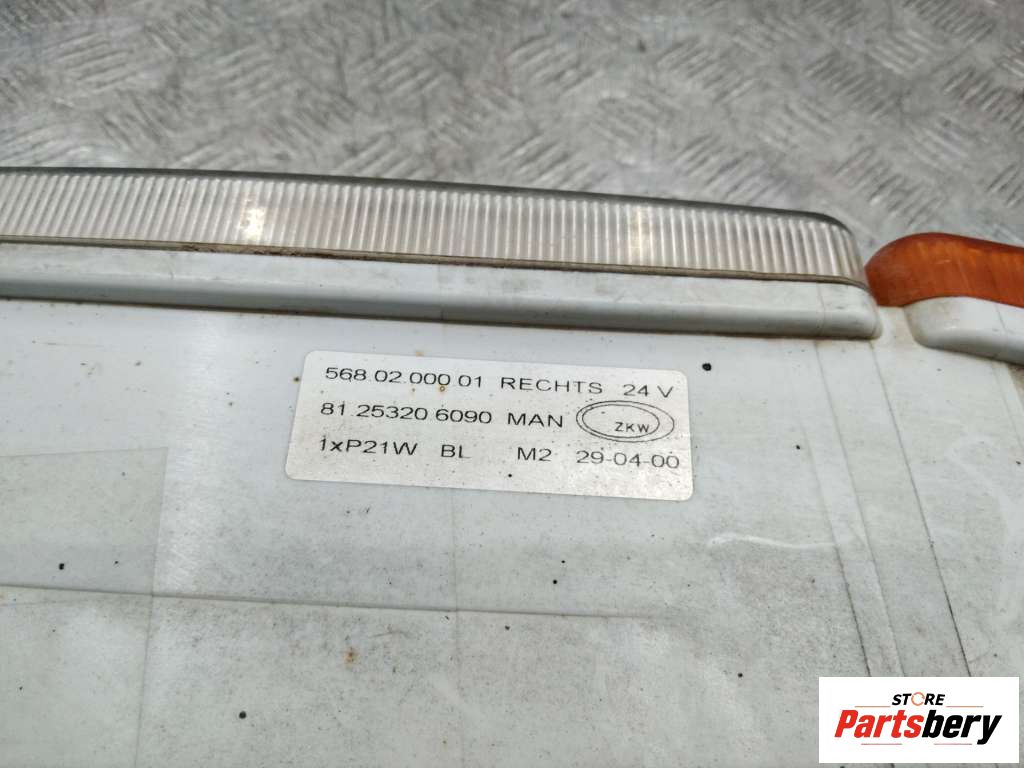 568.02.000.01 RECHTS 24 V
81.25320.6090 MAN ZKW
1xP21W BL M2 29-04-00
STORE
Partsbery